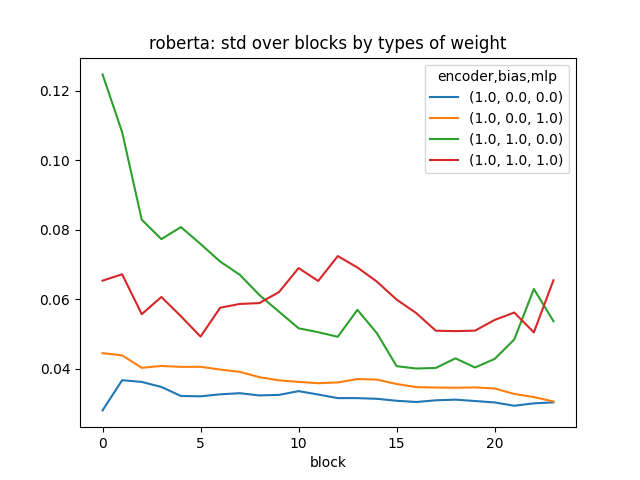 roberta: std over blocks by types of weight
encoder,bias,mlp
(1.0, 0.0, 0.0)
(1.0, 0.0, 1.0)
(1.0, 1.0, 0.0)
(1.0, 1.0, 1.0)
0.12
0.10
0.08
0.06
0.04
0 5 10 15 20
block